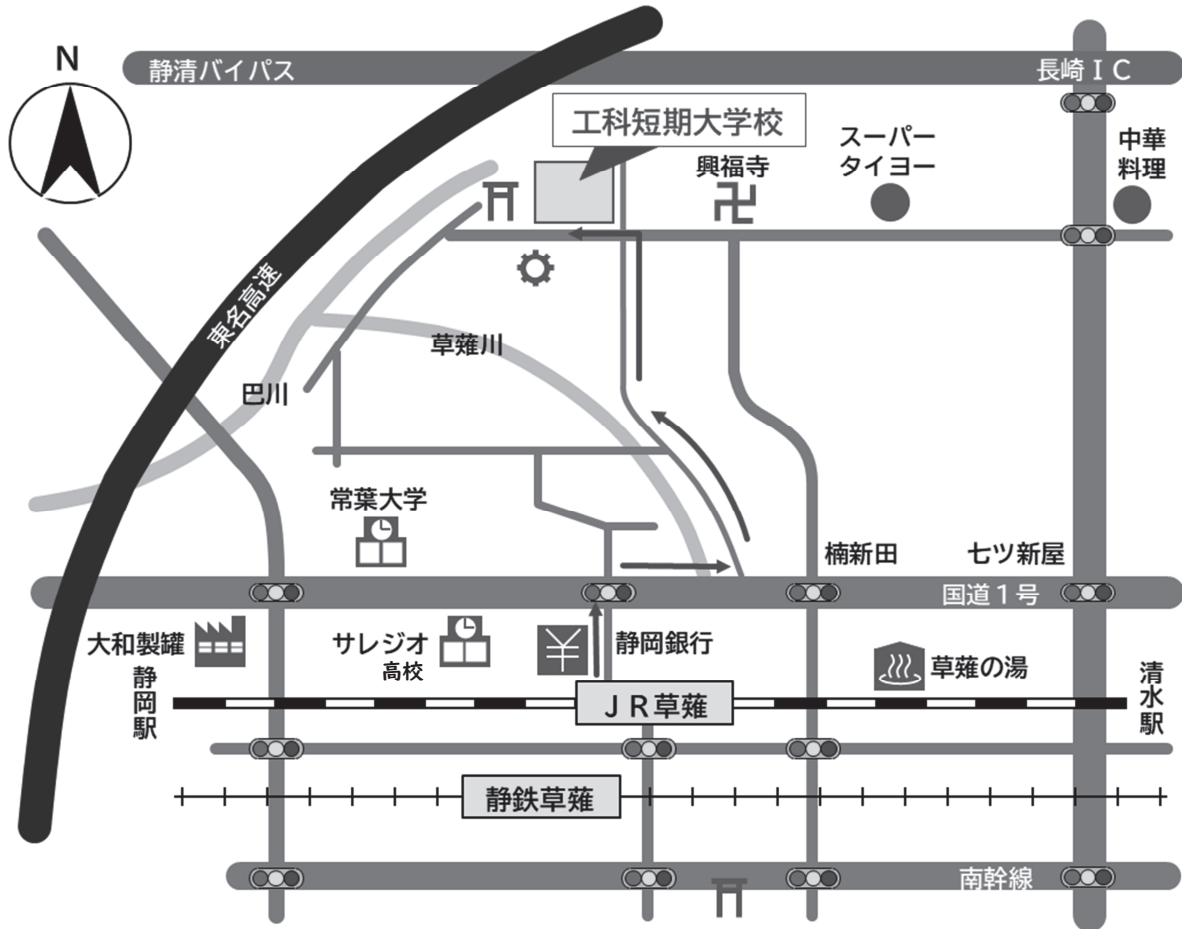 N
静清バイパス
長崎ＩＣ
工科短期大学校
スーパー
タイヨー
中華
料理
興福寺
東名高速
草薙川
巴川
常葉大学
楠新田
七ツ新屋
国道１号
大和製罐
サレジオ
高校
静岡銀行
草薙の湯
静岡駅
ＪＲ草薙
清水駅
静鉄草薙
南幹線